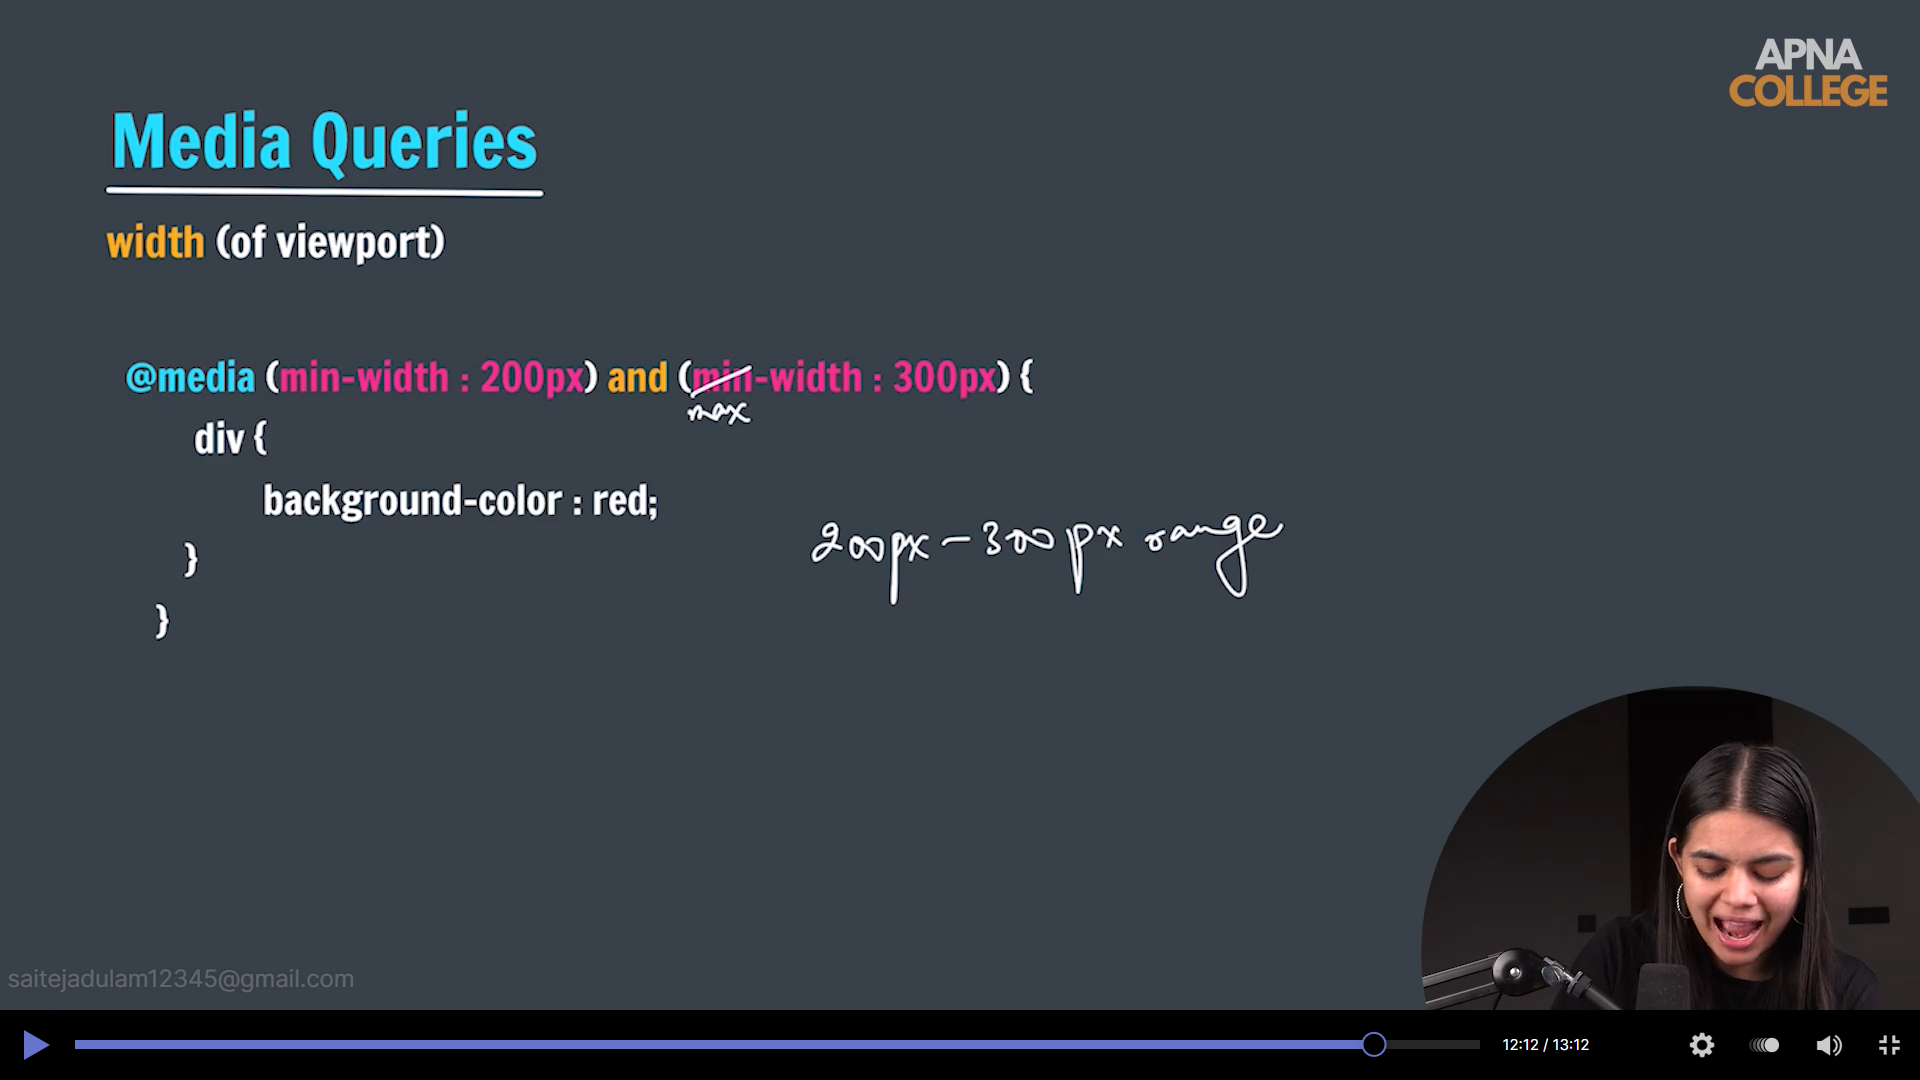 APNA
COLLEGE
Media Queries
width (of viewport)
@media (min-width : 200px) and (min-width : 300px) {
max
div {
background-color : red;
200px - 300px range
}
}
saitejadulam12345@gmail.com
12:12 / 13:12